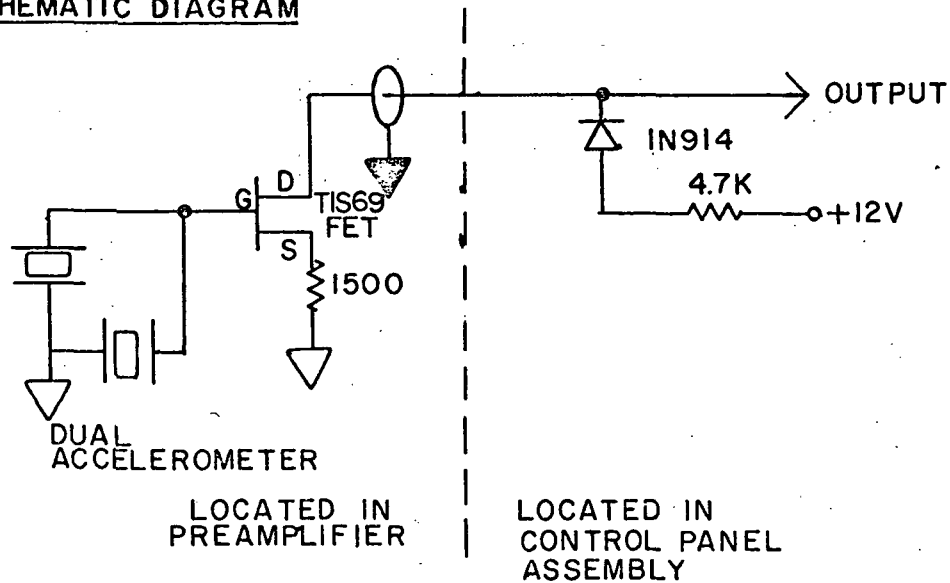 HEMATIC DIAGRAM
OUTPUT
1N914
4.7K
+12V
G
D
S
TIS69
FET
1500
DUAL
ACCELEROMETER
LOCATED IN
PREAMPLIFIER
LOCATED IN
CONTROL PANEL
ASSEMBLY